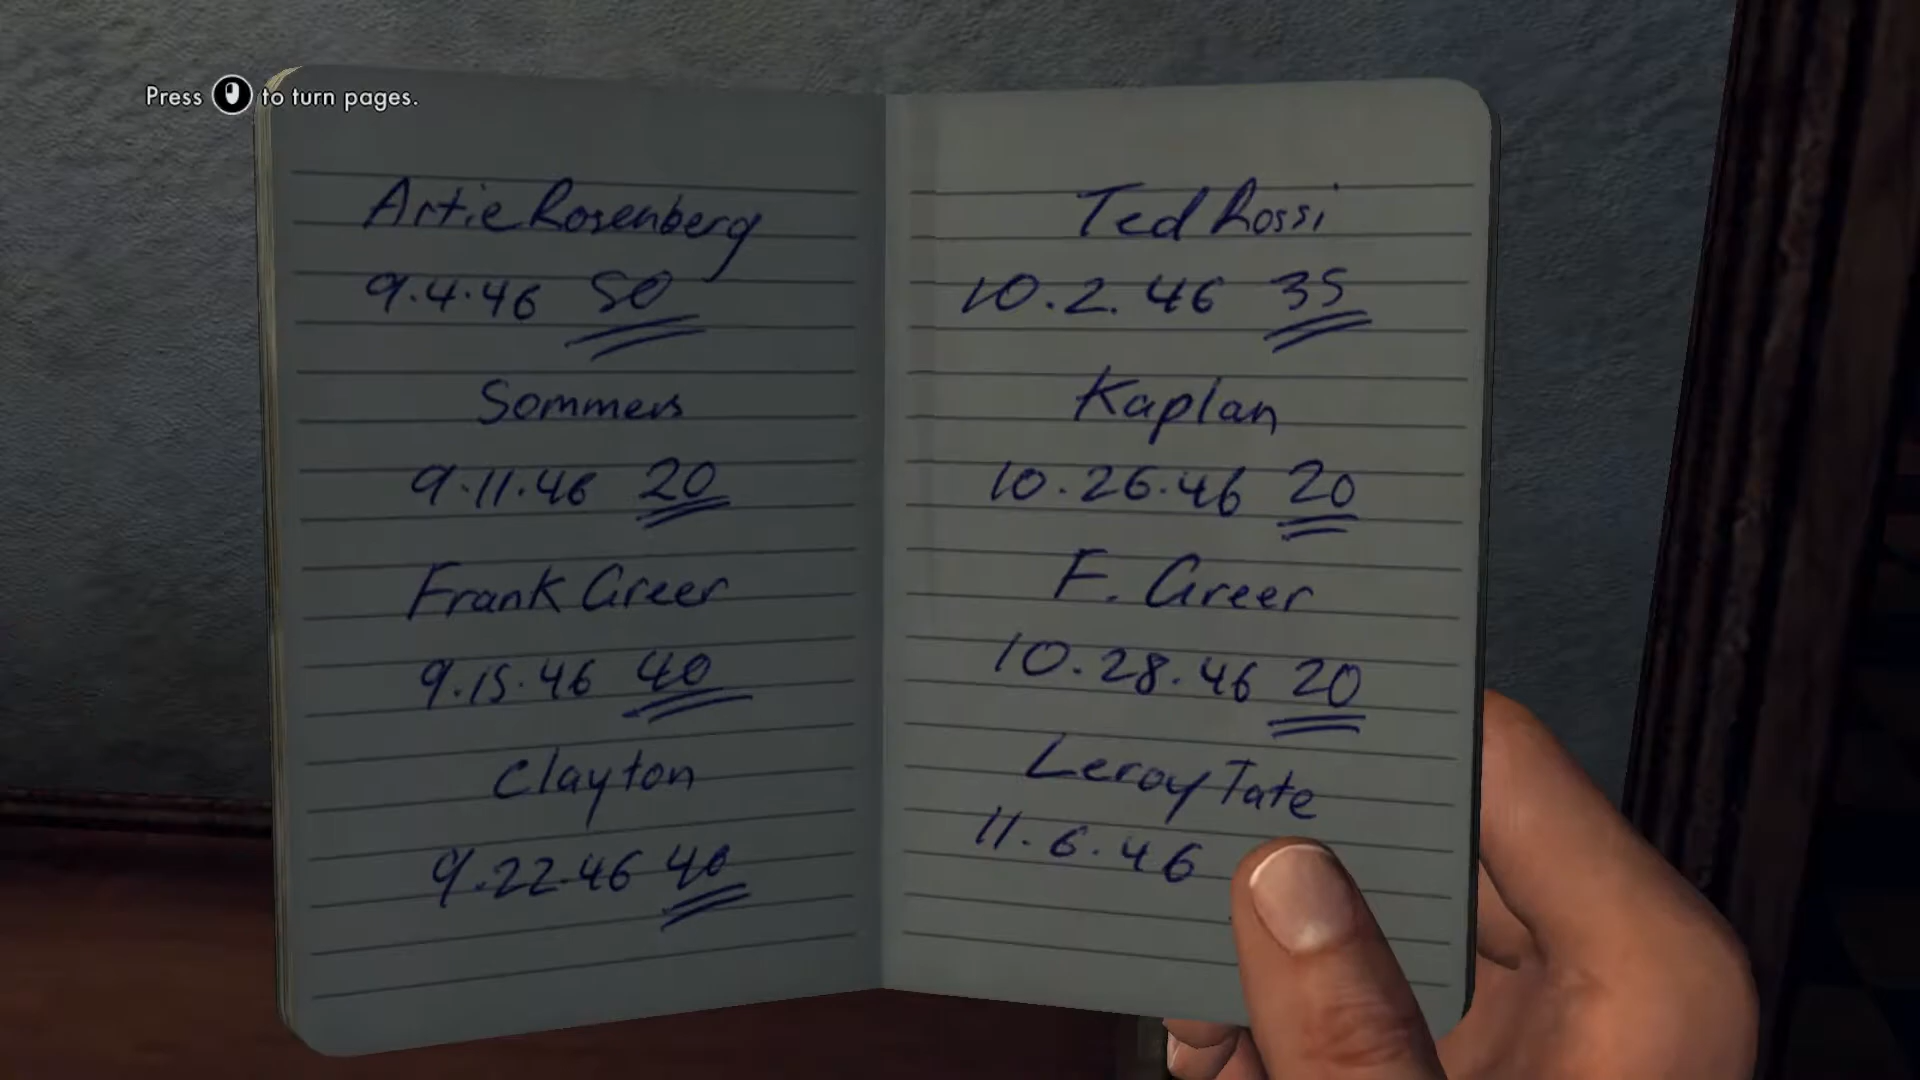 Press to turn pages.
Artie Rosenberg
9.4.46 50
Sommers
9.11.46 20
Frank Greer
9.15.46 40
Clayton
9.22.46 40
Ted Rossi
10.2.46 35
Kaplan
10.26.46 20
F. Greer
10.28.46 20
Leroy Tate
11.6.46